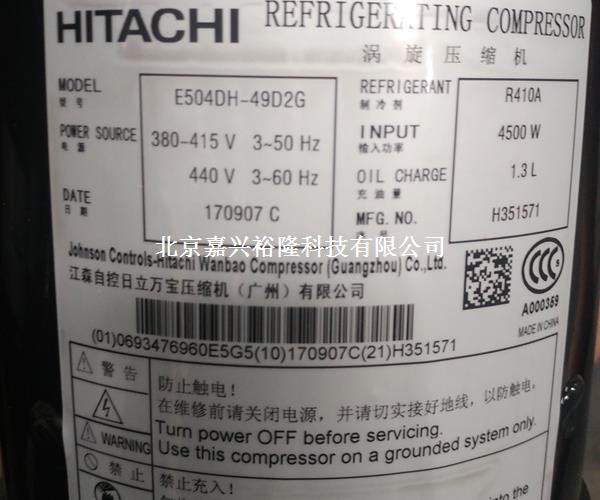 HITACHI REFRIGERATING COMPRESSOR
涡旋压缩机
MODEL E504DH-49D2G REFRIGERANT R410A
型号 制冷剂
POWER SOURCE 380-415 V 3~50 Hz INPUT 4500 W
电源 输入功率
440 V 3~60 Hz OIL CHARGE 1.3 L
充油量
DATE 170907 C MFG. NO. H351571
日期
北京嘉兴裕隆科技有限公司
Johnson Controls-Hitachi Wanbao Compressor (Guangzhou) Co.,Ltd.
江森自控日立万宝压缩机(广州)有限公司
CCC S
A000369
MADE IN CHINA
(01)0693476960E5G5(10)170907C(21)H351571
警告
防止触电!
在维修前请关闭电源,并请切实接好地线,以防触电。
WARNING
Turn power OFF before servicing.
Use this compressor on a grounded system only.
禁止
禁止充入!
into the